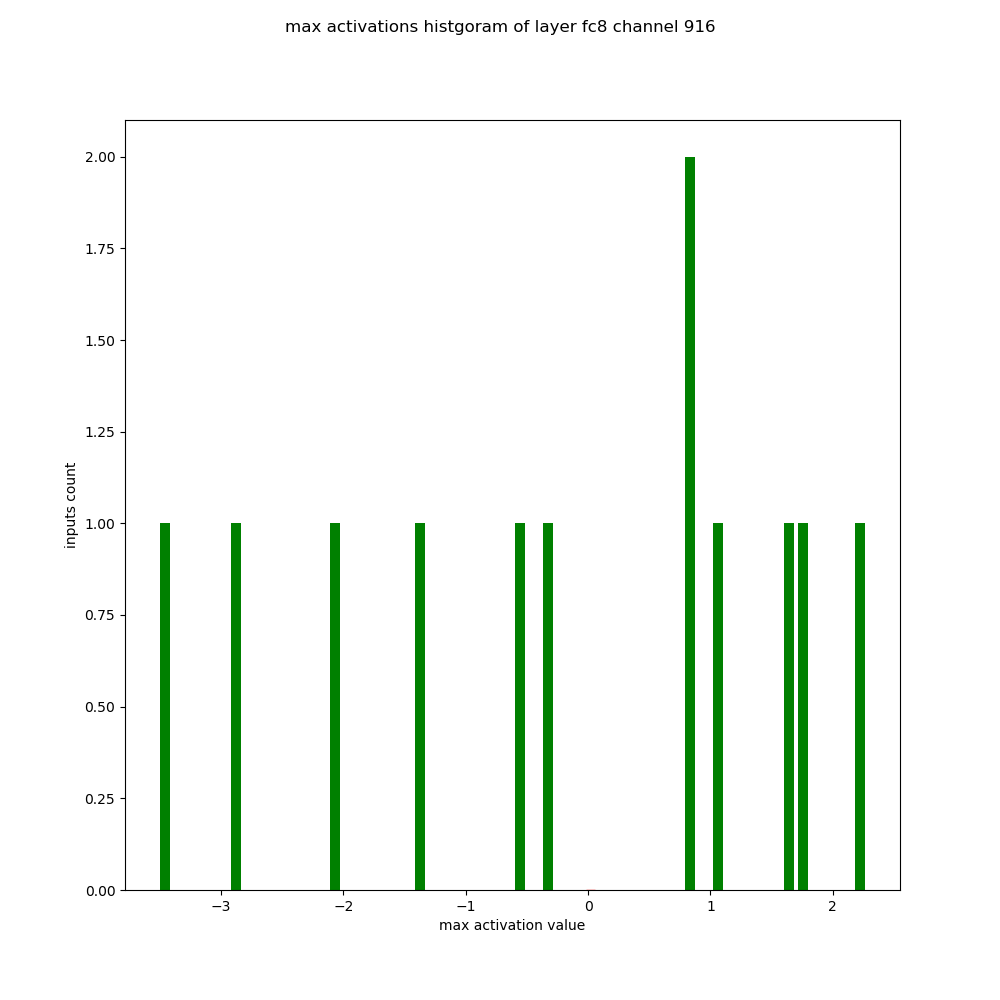 max activations histgoram of layer fc8 channel 916
2.00
1.75
1.50
1.25
1.00
0.75
0.50
0.25
0.00
inputs count
−3 −2 −1 0 1 2
max activation value